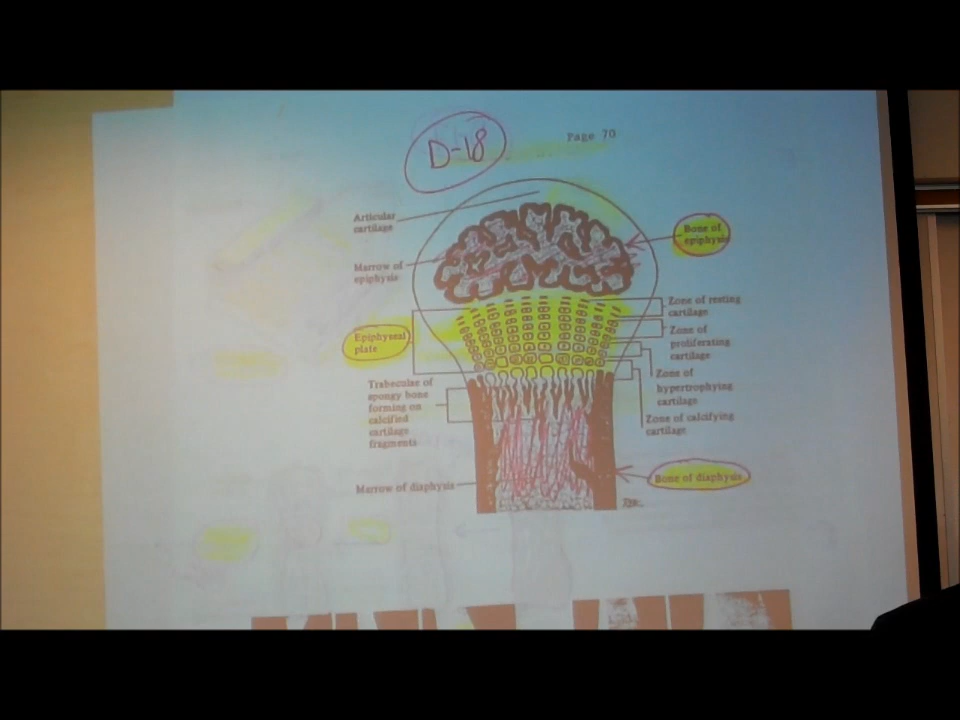 D-18
Page 70
Articular
cartilage
Bone of
epiphysis
Marrow of
epiphysis
Zone of resting
cartilage
Epiphyseal
plate
Zone of
proliferating
cartilage
Zone of
hypertrophying
cartilage
Trabeculae of
spongy bone
forming on
calcified
cartilage
fragments
Zone of calcifying
cartilage
Marrow of diaphysis
Bone of diaphysis